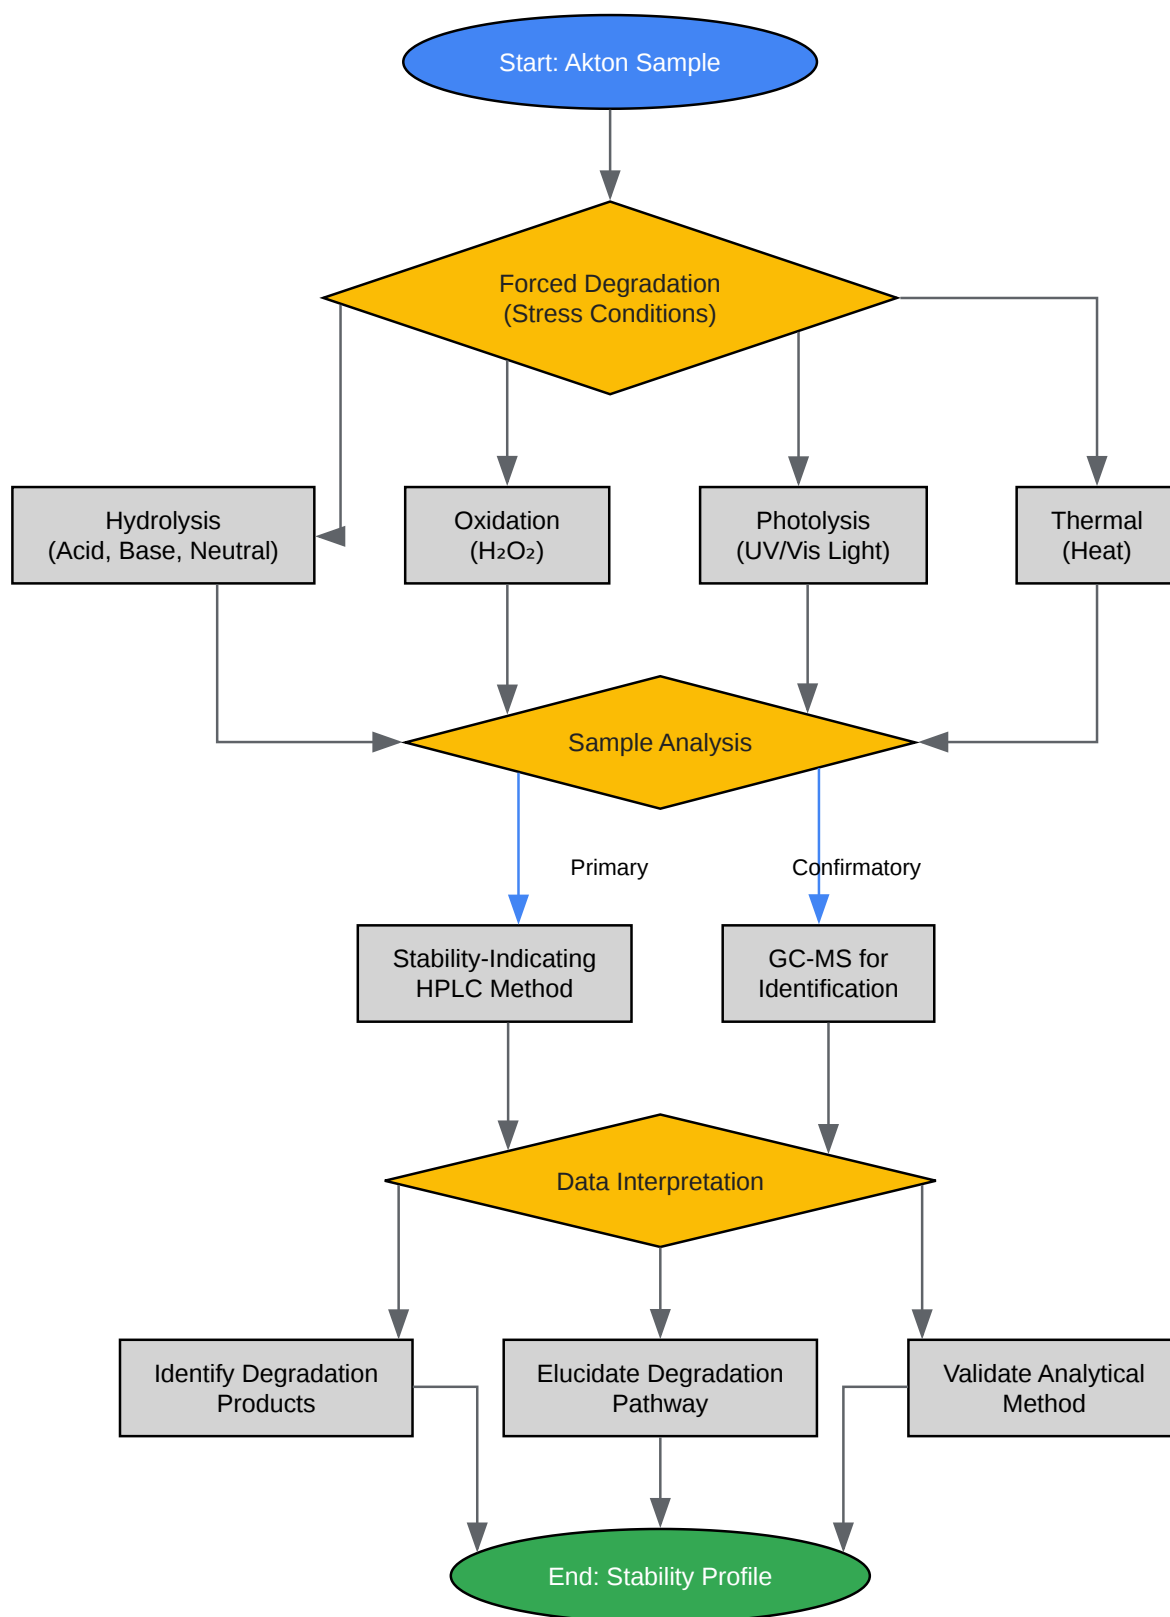 Start: Akton Sample
Forced Degradation
(Stress Conditions)
Hydrolysis
(Acid, Base, Neutral)
Oxidation
(H₂O₂)
Photolysis
(UV/Vis Light)
Thermal
(Heat)
Sample Analysis
Primary
Confirmatory
Stability-Indicating
HPLC Method
GC-MS for
Identification
Data Interpretation
Identify Degradation
Products
Elucidate Degradation
Pathway
Validate Analytical
Method
End: Stability Profile